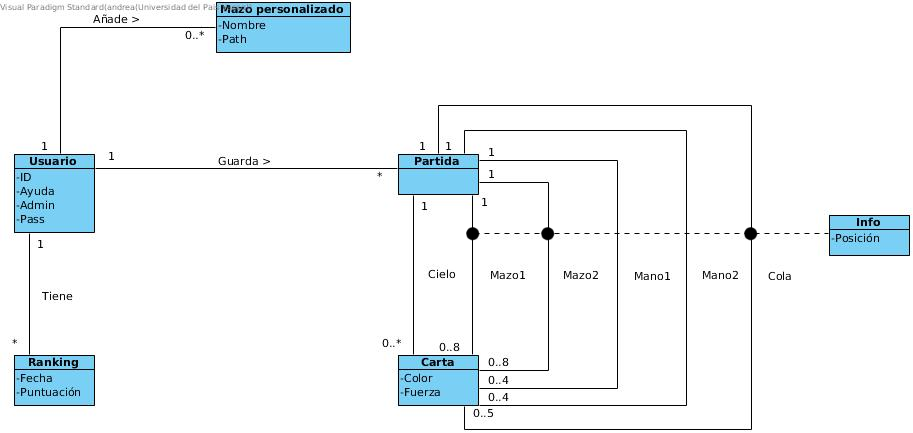 Visual Paradigm Standard(andrea(Universidad del Pa
Mazo personalizado
-Nombre
-Path
Añade >
0..*
1
1
Usuario
-ID
-Ayuda
-Admin
-Pass
Guarda >
*
1
1
Partida
1
1
1
1
Info
-Posición
1
Tiene
*
Ranking
-Fecha
-Puntuación
Cielo
Mazo1
Mazo2
Mano1
Mano2
Cola
0..*
0..8
Carta
-Color
-Fuerza
0..8
0..4
0..4
0..5